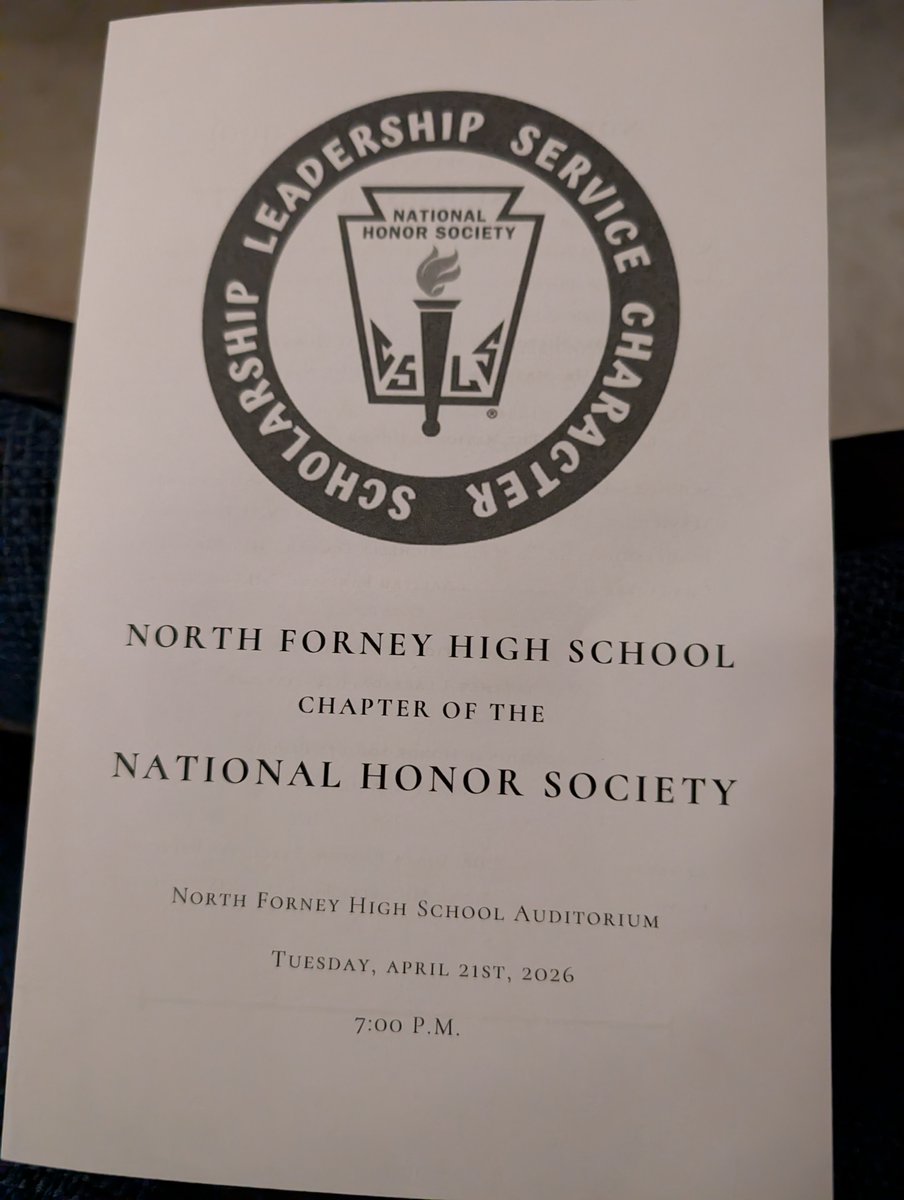 SCHOLARSHIP LEADERSHIP SERVICE CHARACTER
NATIONAL
HONOR SOCIETY
C S L S
®
NORTH FORNEY HIGH SCHOOL
CHAPTER OF THE
NATIONAL HONOR SOCIETY
NORTH FORNEY HIGH SCHOOL AUDITORIUM
TUESDAY, APRIL 21ST, 2026
7:00 P.M.